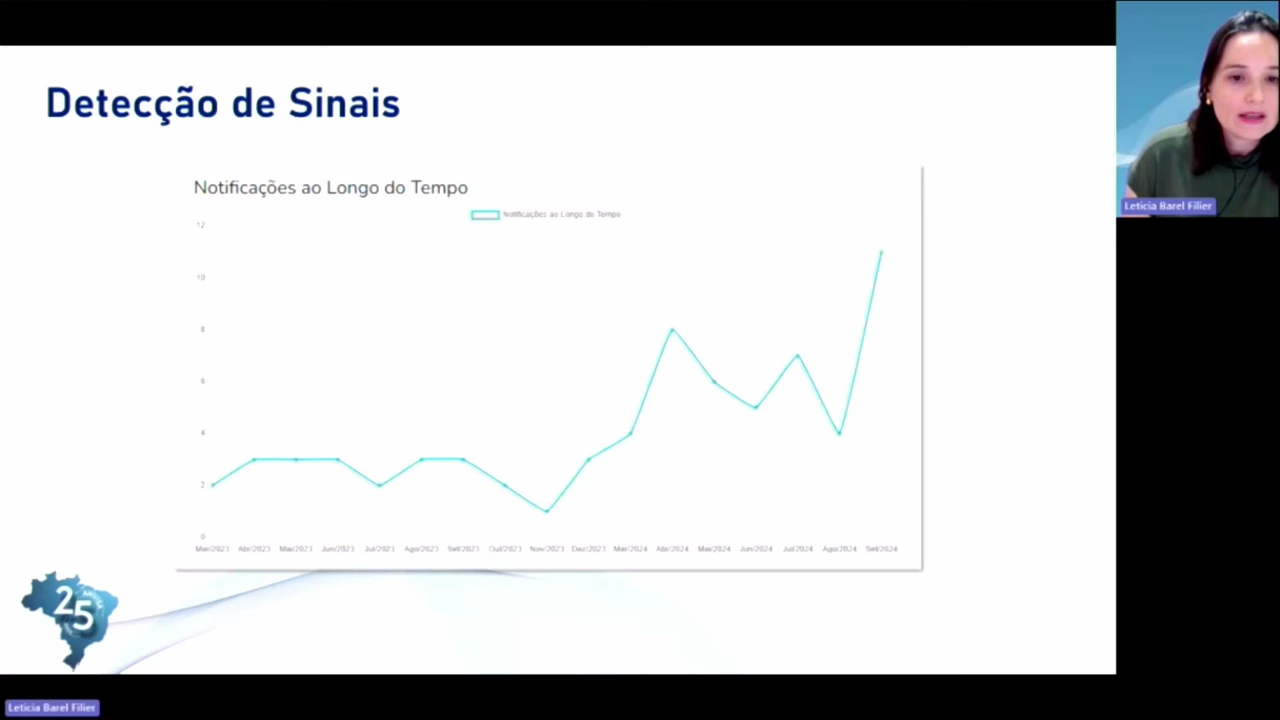 Detecção de Sinais
Notificações ao Longo do Tempo
Notificações ao Longo do Tempo
12
10
8
6
4
2
0
Mar/2023 Abr/2023 Mai/2023 Jun/2023 Jul/2023 Ago/2023 Set/2023 Out/2023 Nov/2023 Dez/2023 Mar/2024 Abr/2024 Mai/2024 Jun/2024 Jul/2024 Ago/2024 Set/2024
25
ANVISA
Leticia Barel Filier
Leticia Barel Filier